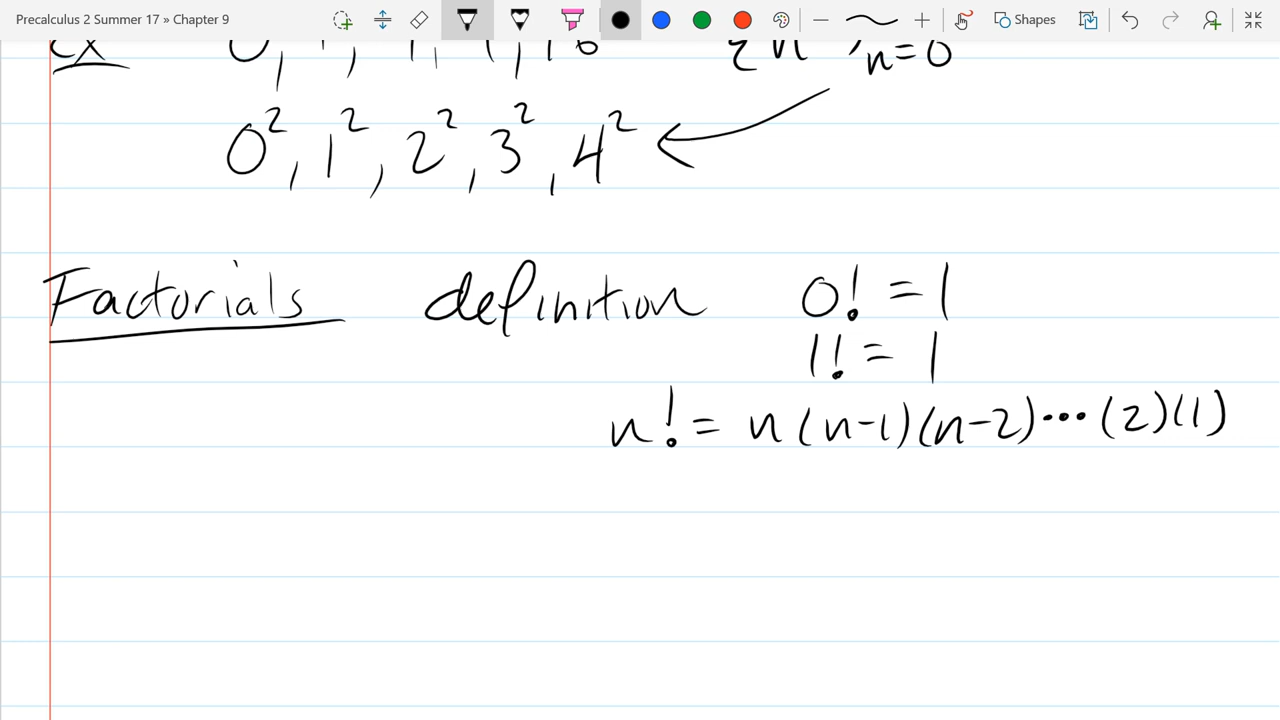 Precalculus 2 Summer 17 » Chapter 9
Shapes
n=0
0², 1², 2², 3², 4²
Factorials definition 0! = 1
1! = 1
n! = n(n-1)(n-2)···(2)(1)